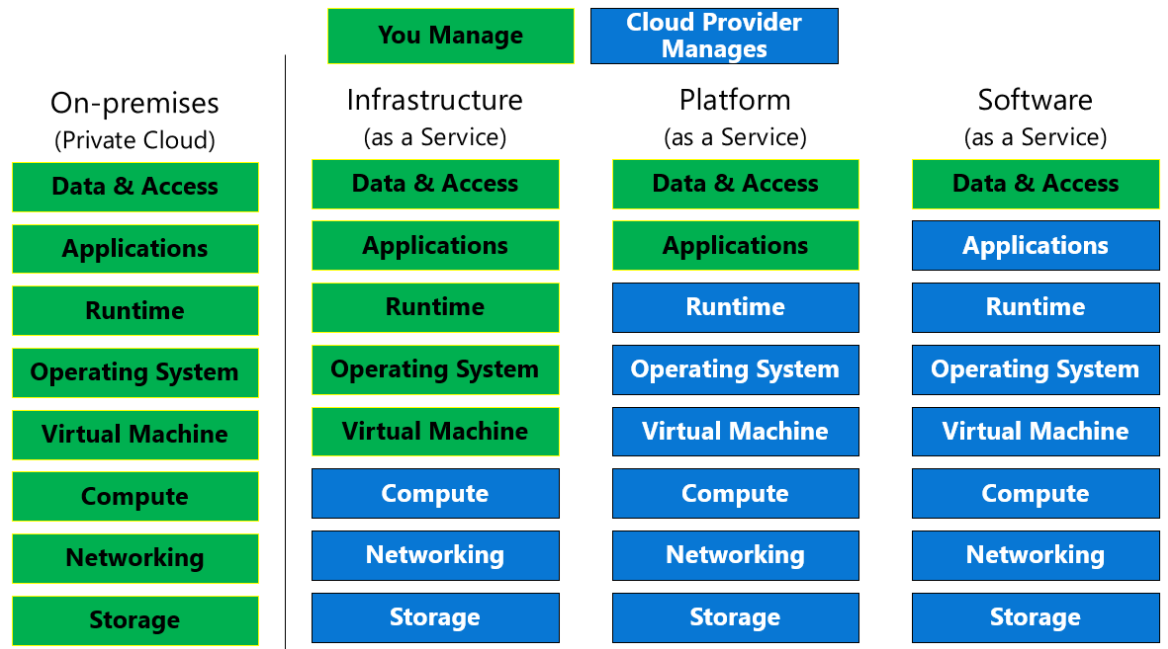 You Manage
Cloud Provider
Manages
On-premises
(Private Cloud)
Data & Access
Applications
Runtime
Operating System
Virtual Machine
Compute
Networking
Storage
Infrastructure
(as a Service)
Data & Access
Applications
Runtime
Operating System
Virtual Machine
Compute
Networking
Storage
Platform
(as a Service)
Data & Access
Applications
Runtime
Operating System
Virtual Machine
Compute
Networking
Storage
Software
(as a Service)
Data & Access
Applications
Runtime
Operating System
Virtual Machine
Compute
Networking
Storage